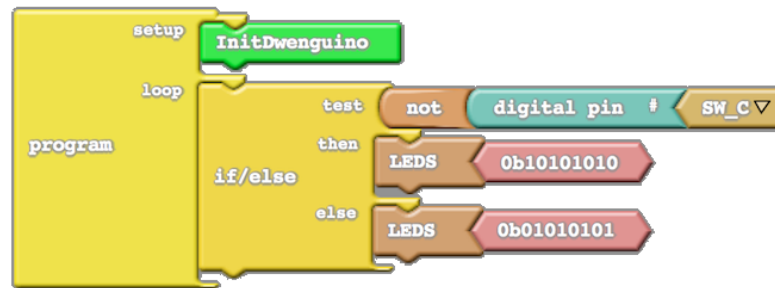 setup InitDwenguino
loop
test not digital pin # SW_C
program
then LEDS 0b10101010
if/else
else LEDS 0b01010101